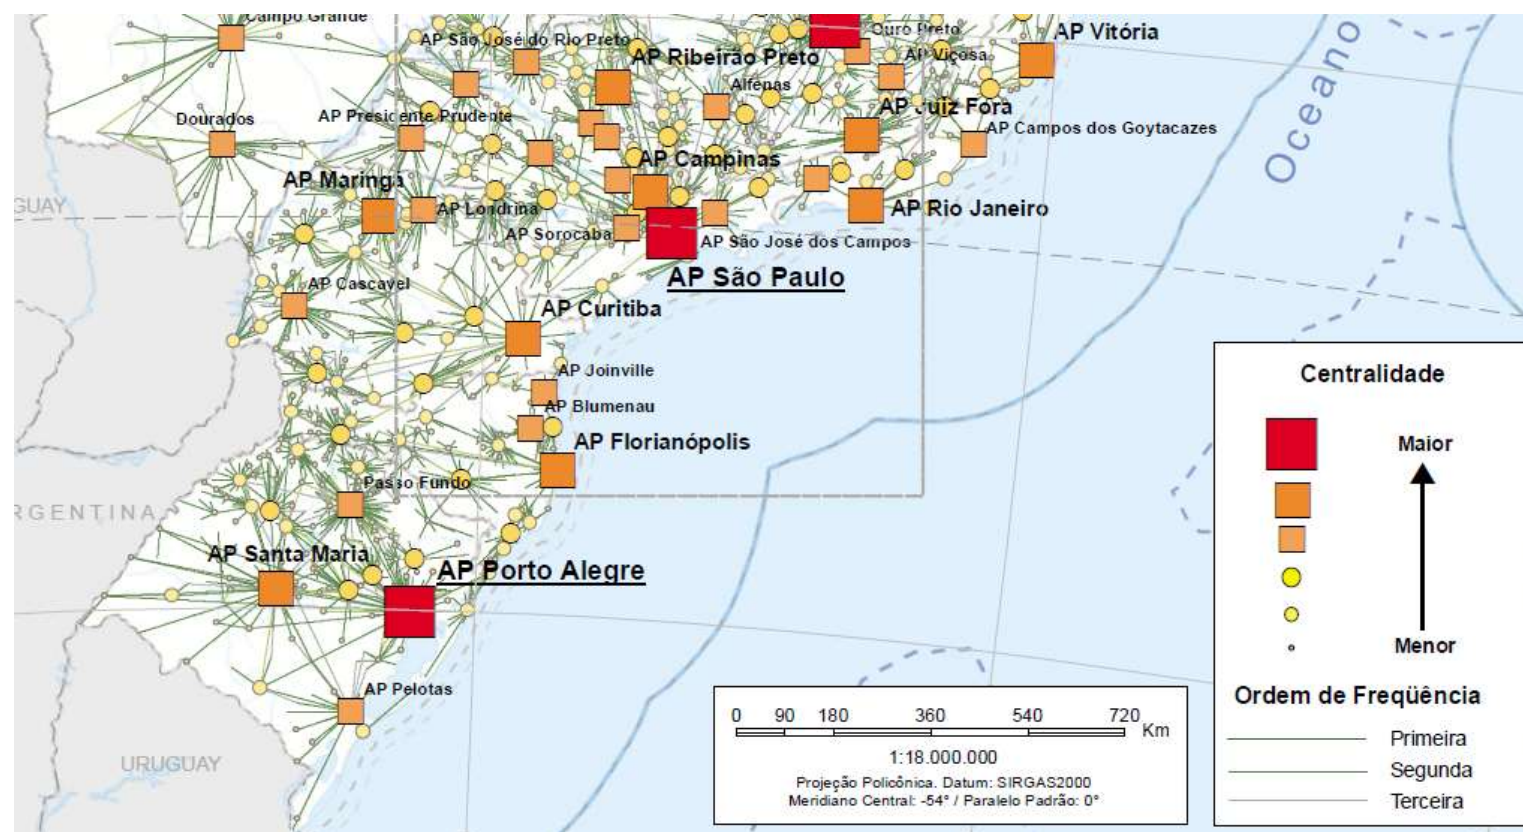 Campo Grande
AP São José do Rio Preto
AP Ribeirão Preto
Ouro Preto
AP Viçosa
AP Vitória
Oceano
Alfenas
Dourados
AP Presidente Prudente
AP Juiz Fora
AP Campos dos Goytacazes
AP Campinas
AP Maringá
GUAY
AP Londrina
AP Rio Janeiro
AP Sorocaba
AP São José dos Campos
AP São Paulo
AP Cascavel
AP Curitiba
AP Joinville
AP Blumenau
AP Florianópolis
Passo Fundo
RGENTINA
AP Santa Maria
AP Porto Alegre
AP Pelotas
URUGUAY
0 90 180 360 540 720
Km
1:18.000.000
Projeção Policônica. Datum: SIRGAS2000
Meridiano Central: -54° / Paralelo Padrão: 0°
Centralidade
Maior
Menor
Ordem de Freqüência
Primeira
Segunda
Terceira